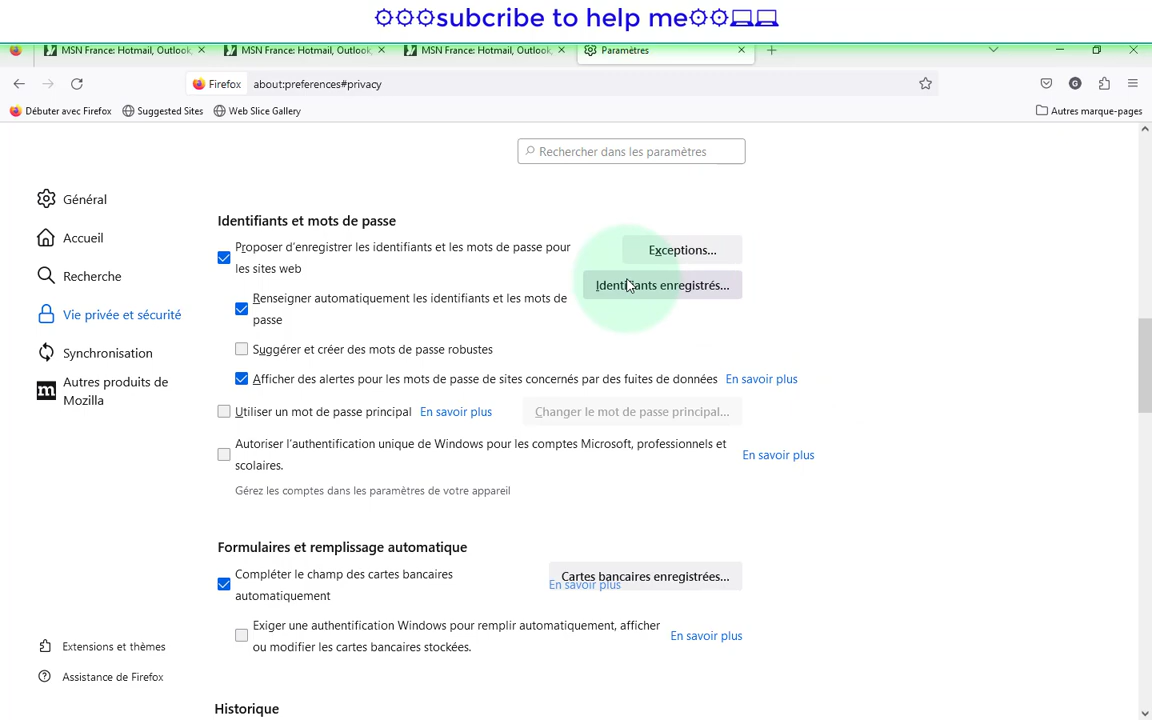 subcribe to help me
MSN France: Hotmail, Outlook,
MSN France: Hotmail, Outlook,
MSN France: Hotmail, Outlook,
Paramètres
Firefox
about:preferences#privacy
G
Débuter avec Firefox
Suggested Sites
Web Slice Gallery
Autres marque-pages
Rechercher dans les paramètres
Général
Accueil
Recherche
Vie privée et sécurité
Synchronisation
m
Autres produits de
Mozilla
Extensions et thèmes
Assistance de Firefox
Identifiants et mots de passe
Proposer d'enregistrer les identifiants et les mots de passe pour
les sites web
Exceptions...
Identifiants enregistrés...
Renseigner automatiquement les identifiants et les mots de
passe
Suggérer et créer des mots de passe robustes
Afficher des alertes pour les mots de passe de sites concernés par des fuites de données
En savoir plus
Utiliser un mot de passe principal
En savoir plus
Changer le mot de passe principal...
Autoriser l'authentification unique de Windows pour les comptes Microsoft, professionnels et
scolaires.
En savoir plus
Gérez les comptes dans les paramètres de votre appareil
Formulaires et remplissage automatique
Compléter le champ des cartes bancaires
automatiquement
En savoir plus
Cartes bancaires enregistrées...
Exiger une authentification Windows pour remplir automatiquement, afficher
ou modifier les cartes bancaires stockées.
En savoir plus
Historique